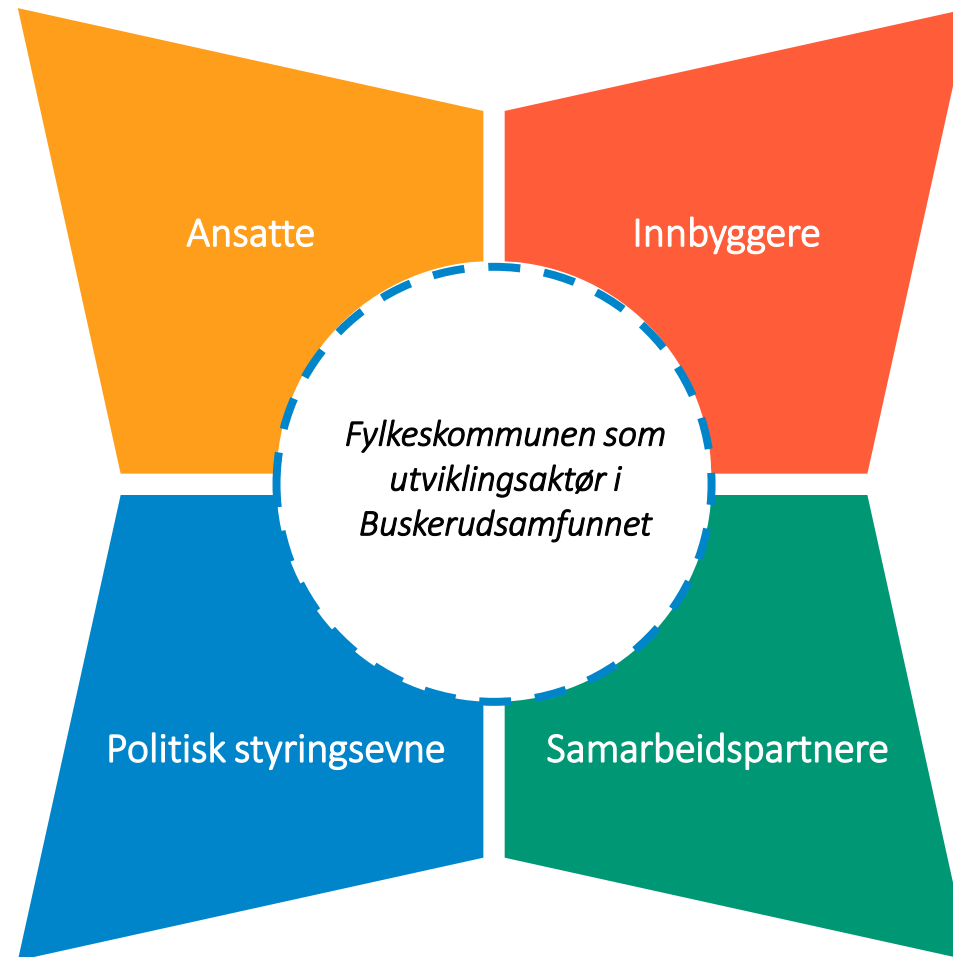 Ansatte
Innbyggere
Fylkeskommunen som
utviklingsaktør i
Buskerudsamfunnet
Politisk styringsevne
Samarbeidspartnere